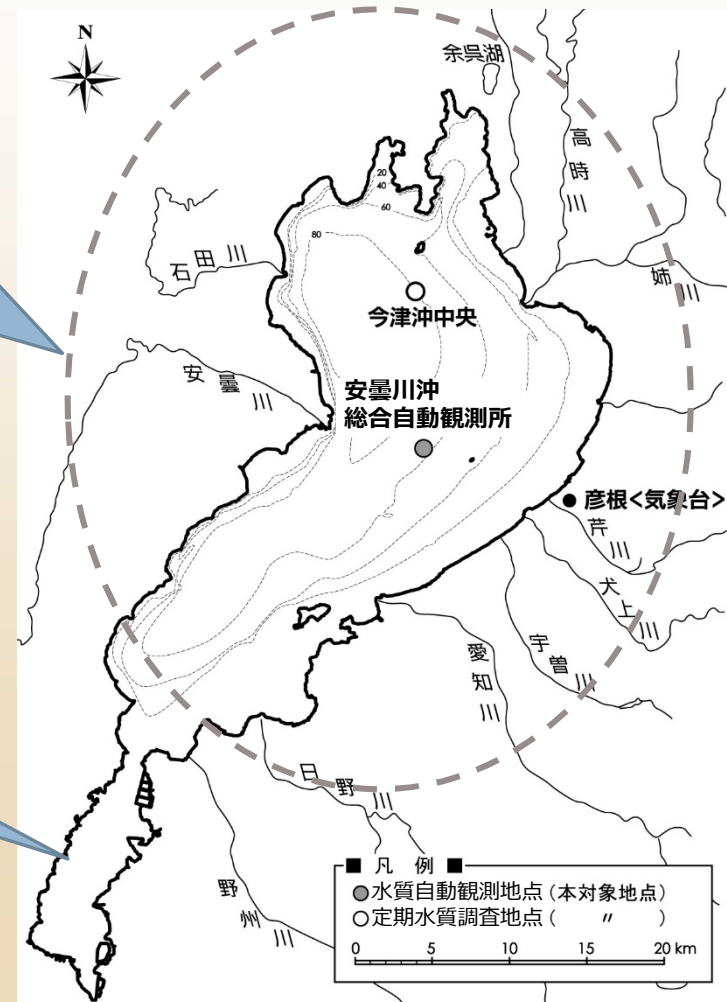 N
余呉湖
高時川
20
40
60
80
石田川
姉川
今津沖中央
安曇川
安曇川沖
総合自動観測所
彦根<気象台>
芹川
犬上川
宇曽川
愛知川
日野川
野州川
■ 凡 例 ■
水質自動観測地点 (本対象地点)
定期水質調査地点 ( 〃 )
0 5 10 15 20 km